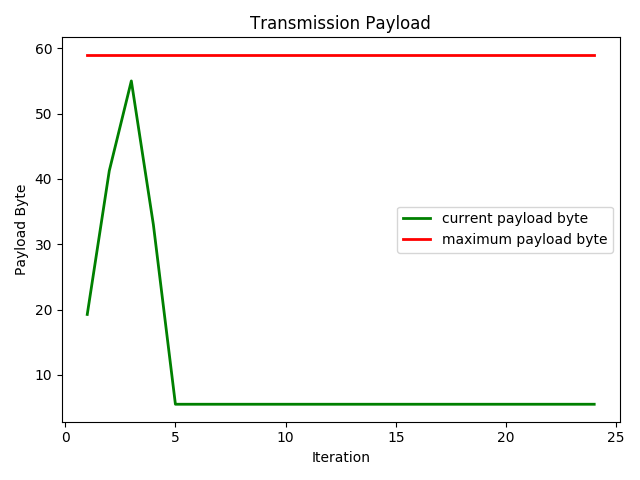 Transmission Payload
60
50
40
30
20
10
Payload Byte
current payload byte
maximum payload byte
0 5 10 15 20 25
Iteration